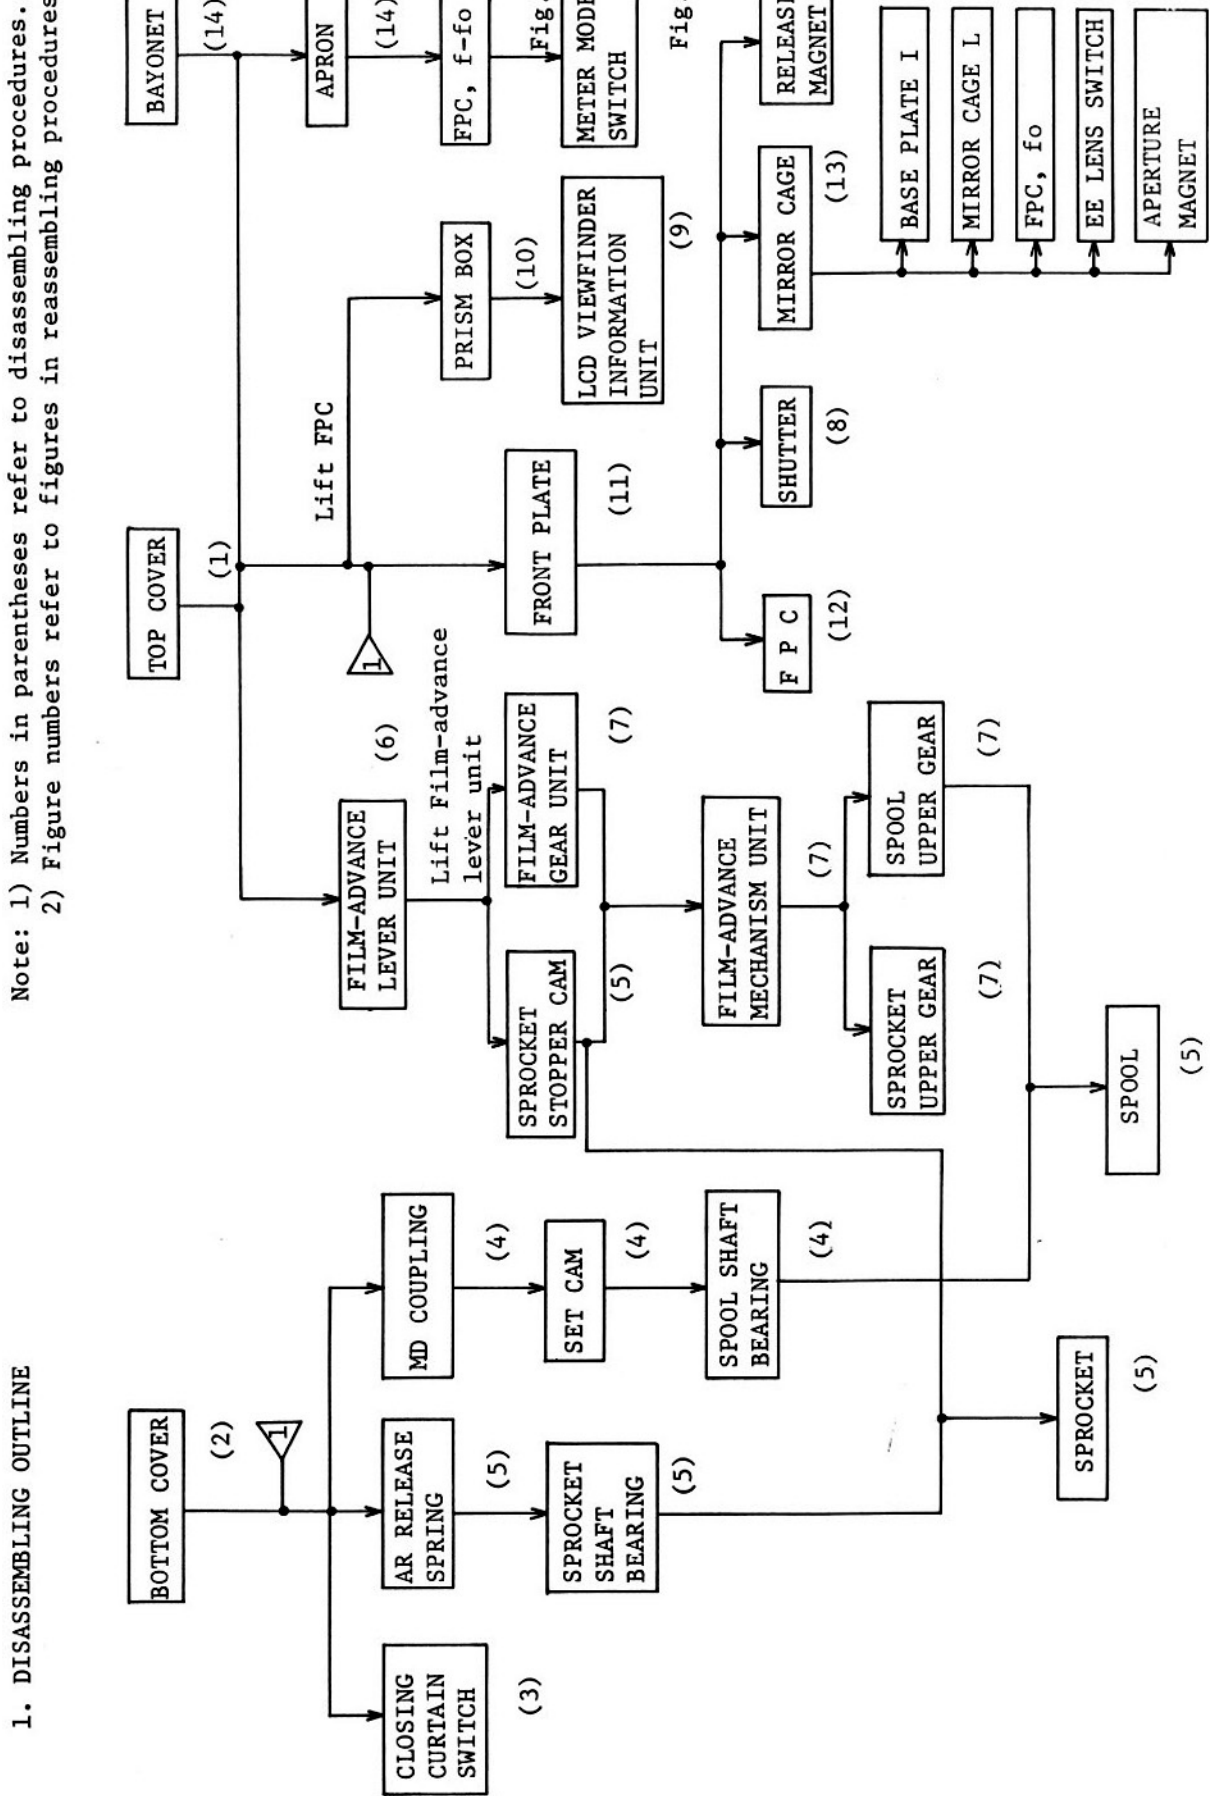 1. DISASSEMBLING OUTLINE
Note: 1) Numbers in parentheses refer to disassembling procedures.
2) Figure numbers refer to figures in reassembling procedures
BOTTOM COVER
(2)
1
CLOSING
CURTAIN
SWITCH
(3)
AR RELEASE
SPRING
(5)
SPROCKET
SHAFT
BEARING
(5)
MD COUPLING
(4)
SET CAM
(4)
SPOOL SHAFT
BEARING
(4)
SPROCKET
(5)
SPOOL
(5)
TOP COVER
(1)
FILM-ADVANCE
LEVER UNIT
(6)
Lift Film-advance
lever unit
SPROCKET
STOPPER CAM
(5)
FILM-ADVANCE
GEAR UNIT
(7)
FILM-ADVANCE
MECHANISM UNIT
(7)
SPROCKET
UPPER GEAR
(7)
SPOOL
UPPER GEAR
(7)
1
Lift FPC
FRONT PLATE
(11)
PRISM BOX
(10)
LCD VIEWFINDER
INFORMATION
UNIT
(9)
F P C
(12)
SHUTTER
(8)
MIRROR CAGE
(13)
RELEASE
MAGNET
Fig.
BASE PLATE I
MIRROR CAGE L
FPC, fo
EE LENS SWITCH
APERTURE
MAGNET
BAYONET
(14)
APRON
(14)
FPC, f-fo
Fig.
METER MODE
SWITCH